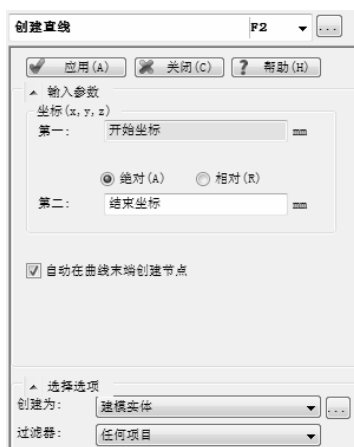 创建直线 F2 ...
应用(A) 关闭(C) ? 帮助(H)
输入参数
坐标(x,y,z)
第一: 开始坐标 mm
绝对(A) 相对(R)
第二: 结束坐标 mm
自动在曲线末端创建节点
选择选项
创建为: 建模实体 ...
过滤器: 任何项目